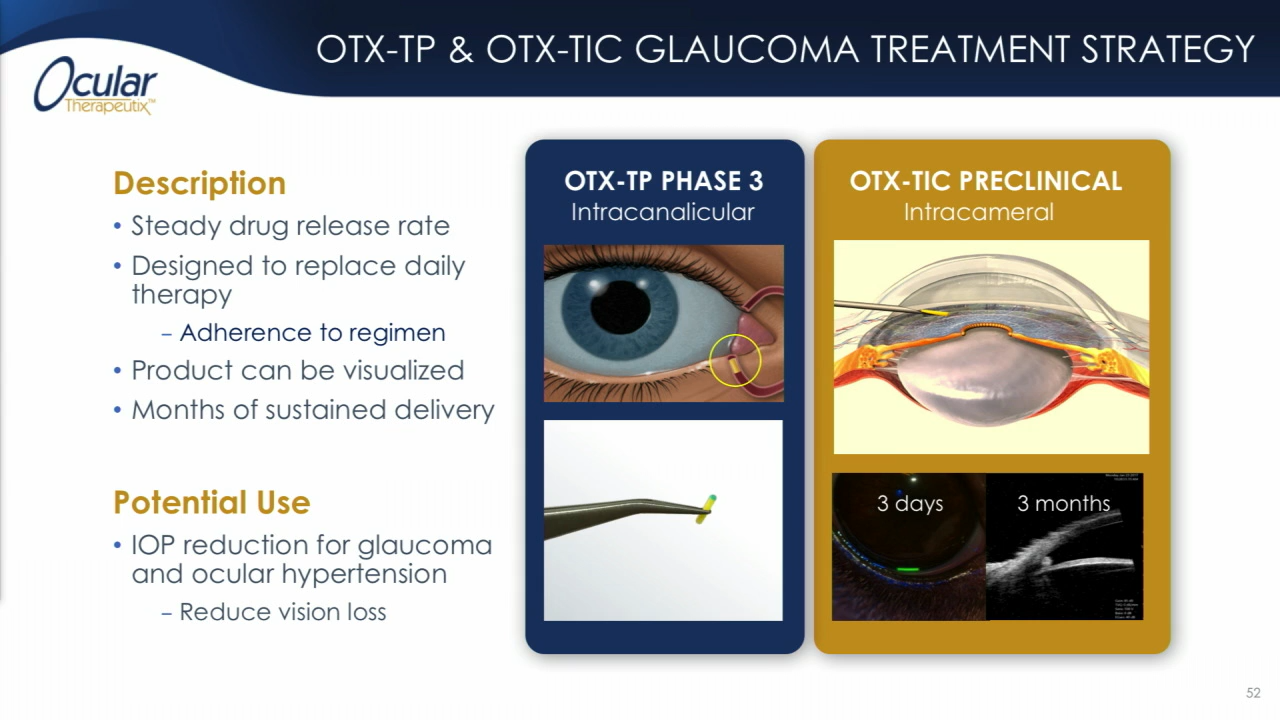 OTX-TP & OTX-TIC GLAUCOMA TREATMENT STRATEGY
Ocular
Therapeutix™
Description
• Steady drug release rate
• Designed to replace daily
therapy
– Adherence to regimen
• Product can be visualized
• Months of sustained delivery
Potential Use
• IOP reduction for glaucoma
and ocular hypertension
– Reduce vision loss
OTX-TP PHASE 3
Intracanalicular
OTX-TIC PRECLINICAL
Intracameral
3 days
3 months
52